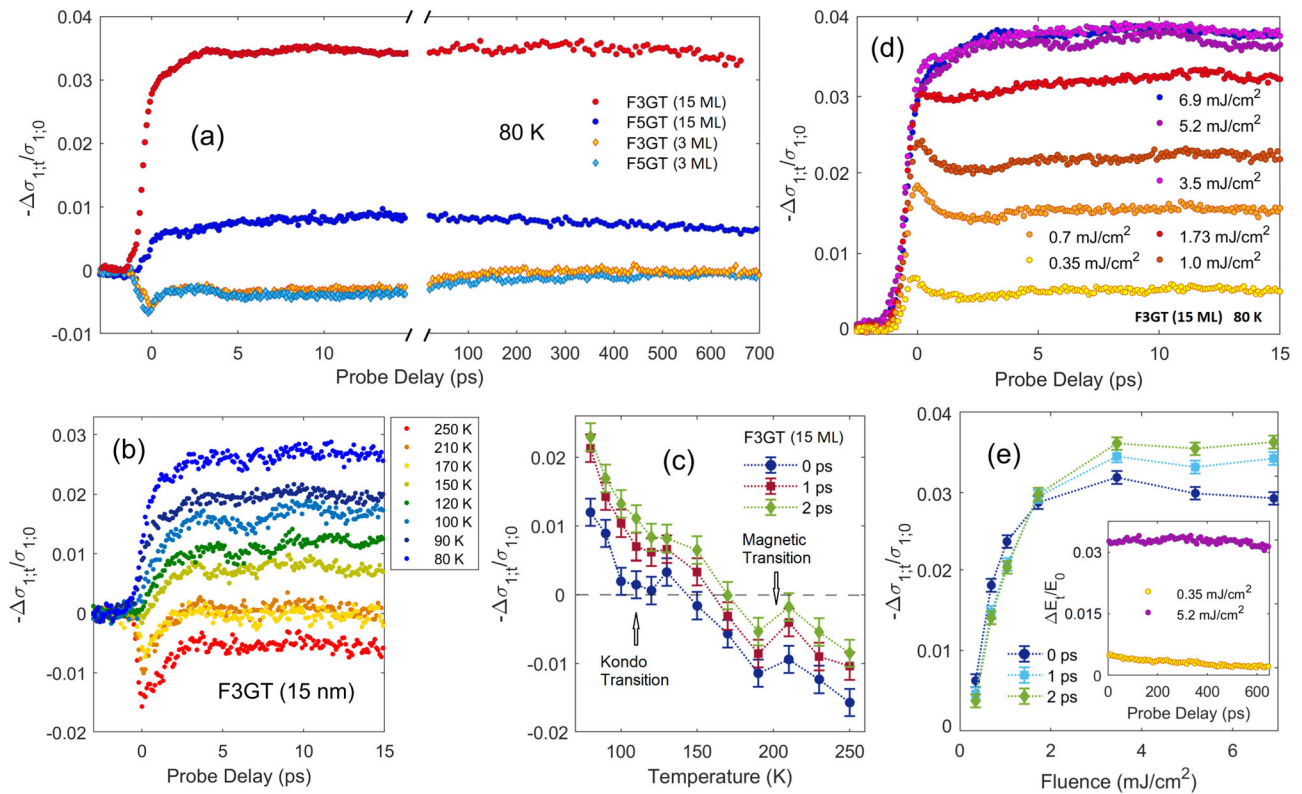 (a)
80 K
F3GT (15 ML)
F5GT (15 ML)
F3GT (3 ML)
F5GT (3 ML)
-Δσ1;t/σ1;0
0.04
0.03
0.02
0.01
0
-0.01
0
5
10
100
200
300
400
500
600
700
Probe Delay (ps)
(d)
6.9 mJ/cm²
5.2 mJ/cm²
3.5 mJ/cm²
0.7 mJ/cm²
1.73 mJ/cm²
0.35 mJ/cm²
1.0 mJ/cm²
F3GT (15 ML) 80 K
-Δσ1;t/σ1;0
0.04
0.03
0.02
0.01
0
0
5
10
15
Probe Delay (ps)
(b)
250 K
210 K
170 K
150 K
120 K
100 K
90 K
80 K
F3GT (15 nm)
-Δσ1;t/σ1;0
0.03
0.02
0.01
0
-0.01
-0.02
0
5
10
15
Probe Delay (ps)
(c)
F3GT (15 ML)
0 ps
1 ps
2 ps
Magnetic
Transition
Kondo
Transition
-Δσ1;t/σ1;0
0.02
0.01
0
-0.01
-0.02
100
150
200
250
Temperature (K)
(e)
-Δσ1;t/σ1;0
0.04
0.03
0.02
0.01
0
0 ps
1 ps
2 ps
0
2
4
6
Fluence (mJ/cm²)
ΔEt/E0
0.03
0.015
0
0.35 mJ/cm²
5.2 mJ/cm²
0
200
400
600
Probe Delay (ps)